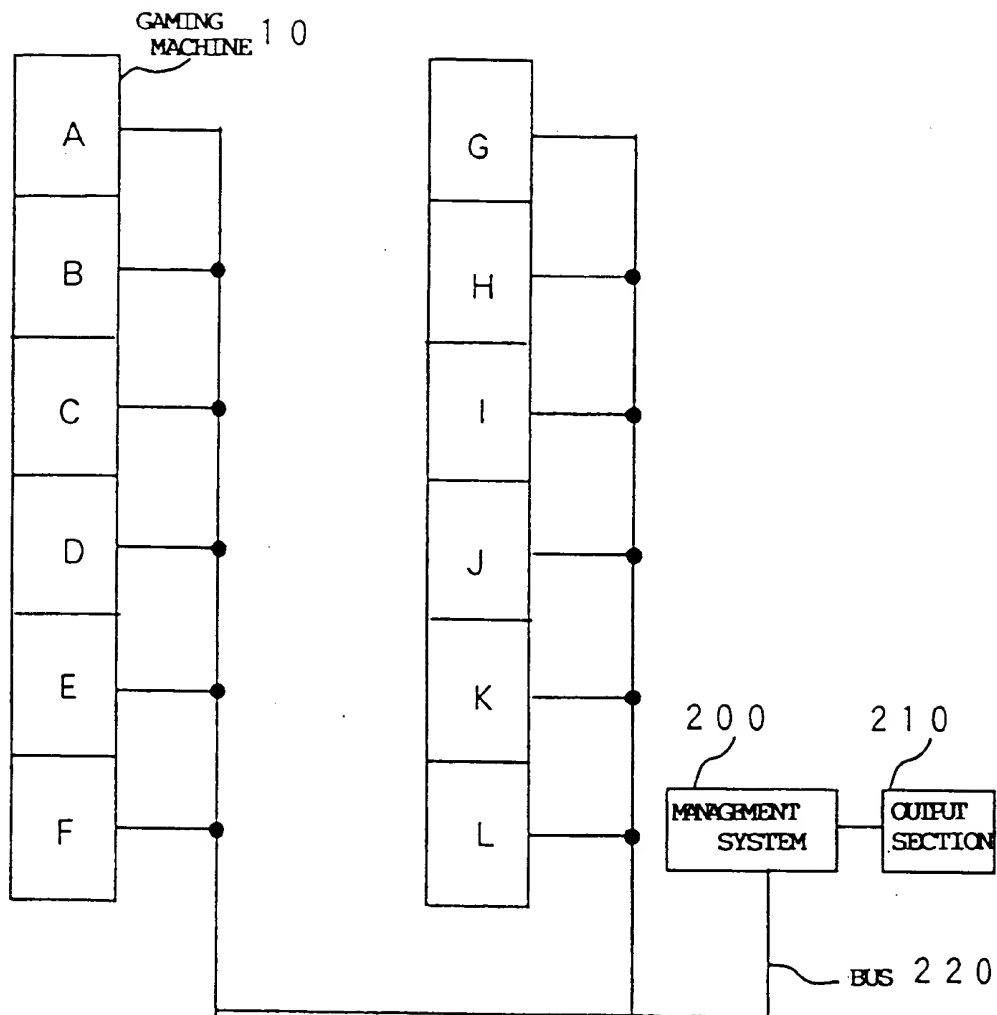 GAMING
MACHINE 10
A
B
C
D
E
F
G
H
I
J
K
L
200
MANAGEMENT
SYSTEM
210
OUTPUT
SECTION
BUS 220